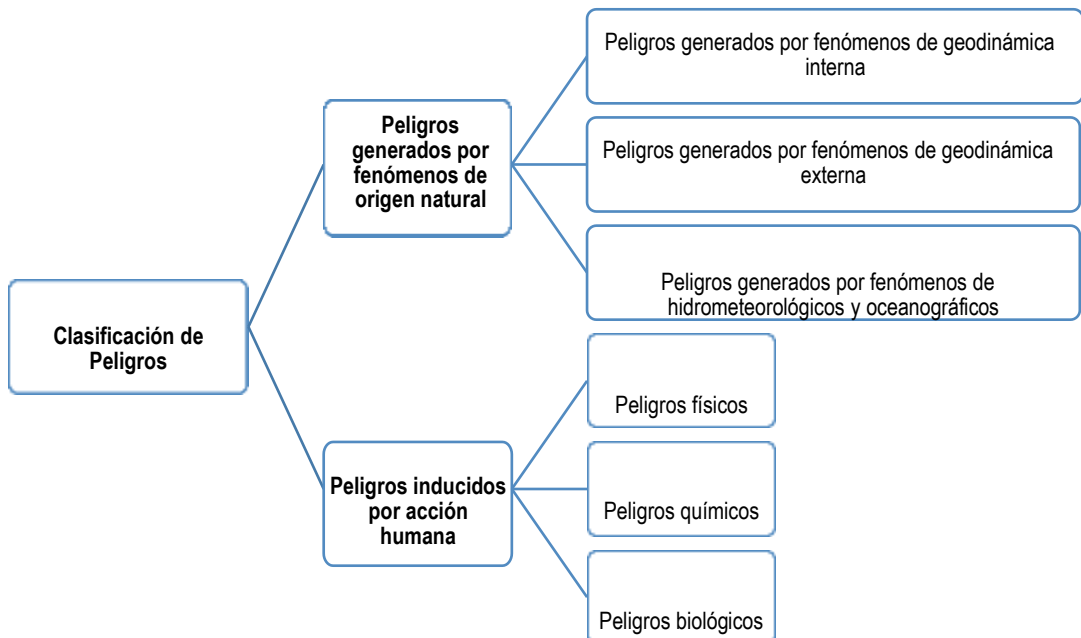 Clasificación de
Peligros
Peligros
generados por
fenómenos de
origen natural
Peligros generados por fenómenos de geodinámica
interna
Peligros generados por fenómenos de geodinámica
externa
Peligros generados por fenómenos de
hidrometeorológicos y oceanográficos
Peligros inducidos
por acción
humana
Peligros físicos
Peligros químicos
Peligros biológicos